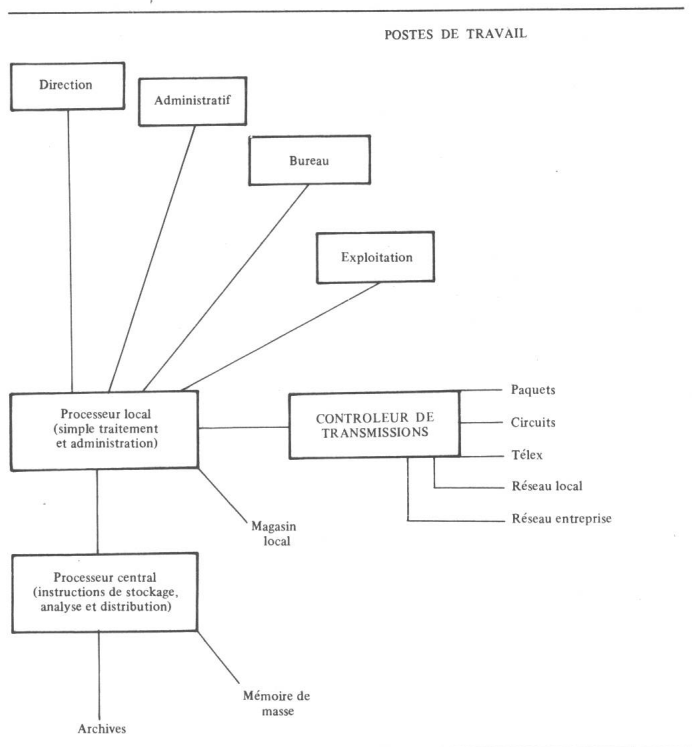 POSTES DE TRAVAIL
Direction
Administratif
Bureau
Exploitation
Processeur local
(simple traitement
et administration)
CONTROLEUR DE
TRANSMISSIONS
Paquets
Circuits
Télex
Réseau local
Réseau entreprise
Magasin
local
Processeur central
(instructions de stockage,
analyse et distribution)
Mémoire de
masse
Archives